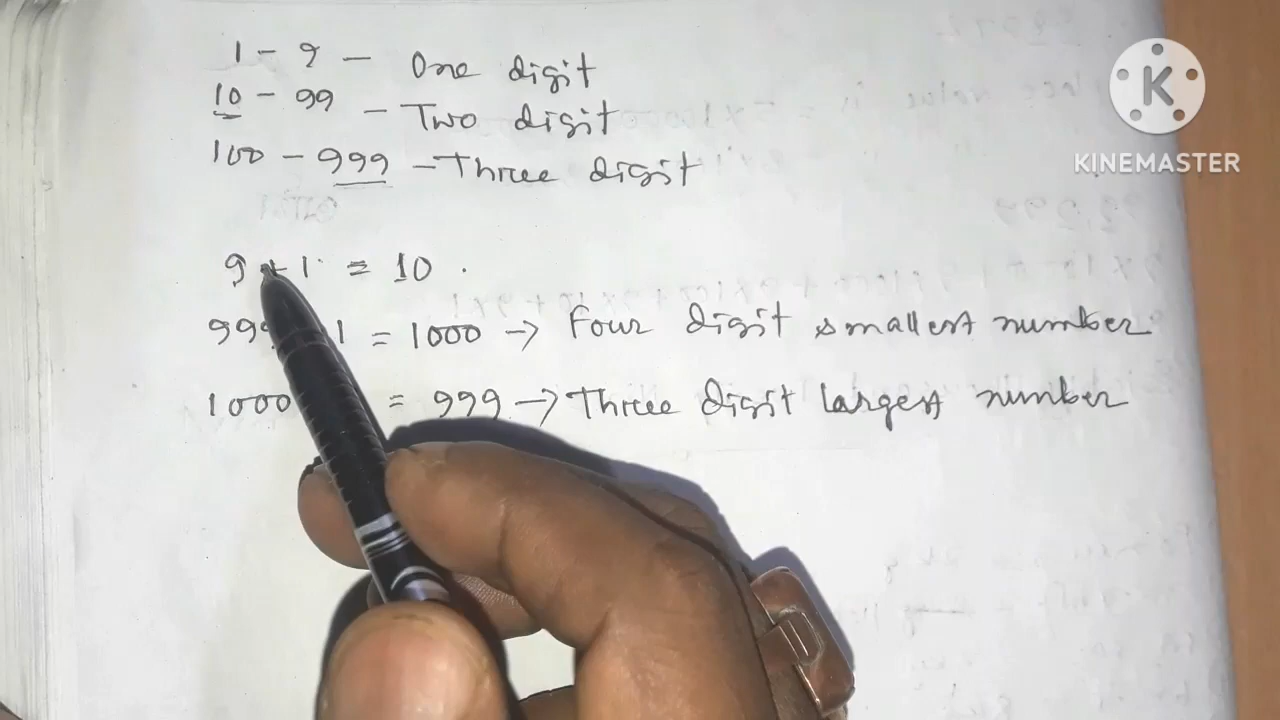 1 - 9 - One digit
10 - 99 - Two digit
100 - 999 - Three digit
9 + 1 = 10 .
999 1 = 1000 → Four digit smallest number
1000 = 999 → Three digit largest number
KINEMASTER